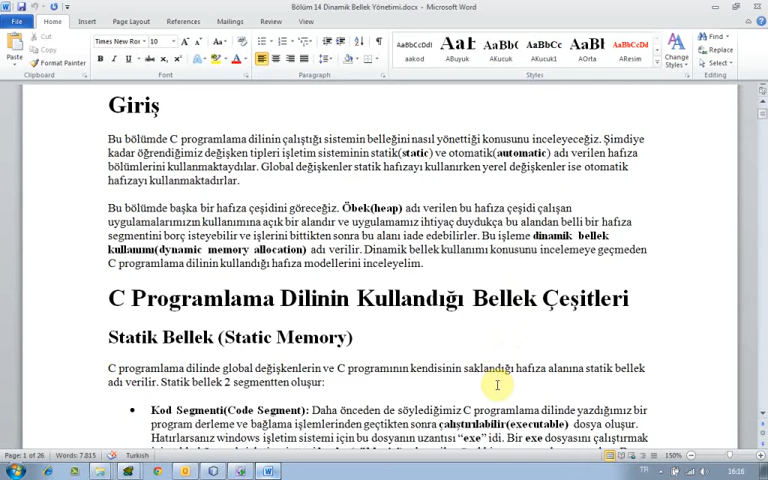 Bölüm 14 Dinamik Bellek Yönetimi.docx - Microsoft Word
File Home Insert Page Layout References Mailings Review View
Paste Cut Copy Format Painter Clipboard
Times New Ror 10 Font
Paragraph
AaBbCcDdl AaBbCc AaBbCc AaBbCcDd
aakod ABuyuk AKucuk AKucuk1 AOrta AResim Change Styles Styles
Find Replace Select Editing
Giriş
Bu bölümde C programlama dilinin çalıştığı sistemin belleğini nasıl yönettiği konusunu inceleyeceğiz. Şimdiye
kadar öğrendiğimiz değişken tipleri işletim sisteminin statik(static) ve otomatik(automatic) adı verilen hafıza
bölümlerini kullanmaktaydılar. Global değişkenler statik hafızayı kullanırken yerel değişkenler ise otomatik
hafızayı kullanmaktadırlar.
Bu bölümde başka bir hafıza çeşidini göreceğiz. Öbek(heap) adı verilen bu hafıza çeşidi çalışan
uygulamalarımızın kullanımına açık bir alandır ve uygulamamız ihtiyaç duydukça bu alandan belli bir hafıza
segmentini borç isteyebilir ve işlerini bittikten sonra bu alanı iade edebilirler. Bu işleme dinamik bellek
kullanımı(dynamic memory allocation) adı verilir. Dinamik bellek kullanımı konusunu incelemeye geçmeden
C programlama dilinin kullandığı hafıza modellerini inceleyelim.
C Programlama Dilinin Kullandığı Bellek Çeşitleri
Statik Bellek (Static Memory)
C programlama dilinde global değişkenlerin ve C programının kendisinin saklandığı hafıza alanına statik bellek
adı verilir. Statik bellek 2 segmentten oluşur:
• Kod Segmenti(Code Segment): Daha önceden de söylediğimiz C programlama dilinde yazdığımız bir
program derleme ve bağlama işlemlerinden geçtikten sonra çalıştırılabilir(executable) dosya oluşur.
Hatırlarsanız windows işletim sistemi için bu dosyanın uzantısı “exe” idi. Bir exe dosyasını çalıştırmak
Page: 1 of 26 Words: 7.815 Turkish 150%
TR 16:16